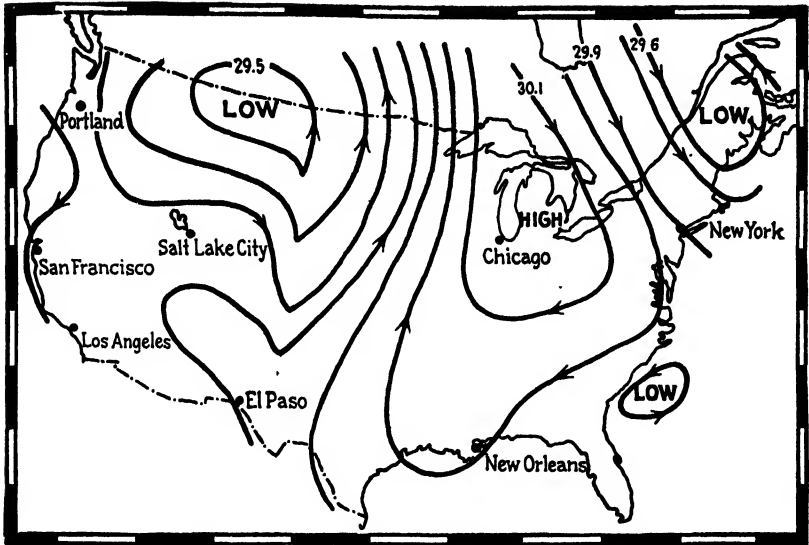 29.5
29.9
29.6
LOW
30.1
Portland
LOW
HIGH
New York
Salt Lake City
Chicago
San Francisco
Los Angeles
LOW
El Paso
New Orleans